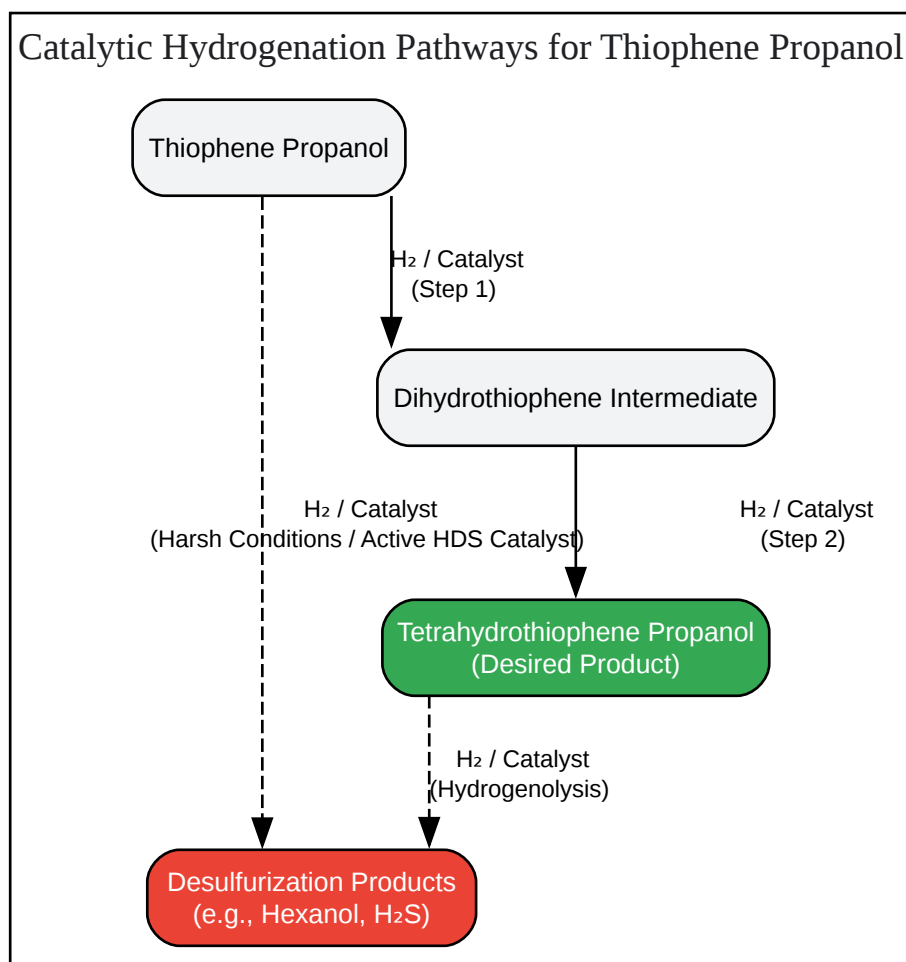 Catalytic Hydrogenation Pathways for Thiophene Propanol
Thiophene Propanol
H₂ / Catalyst
(Step 1)
Dihydrothiophene Intermediate
H₂ / Catalyst
(Harsh Conditions / Active HDS Catalyst)
H₂ / Catalyst
(Step 2)
Tetrahydrothiophene Propanol
(Desired Product)
H₂ / Catalyst
(Hydrogenolysis)
Desulfurization Products
(e.g., Hexanol, H₂S)